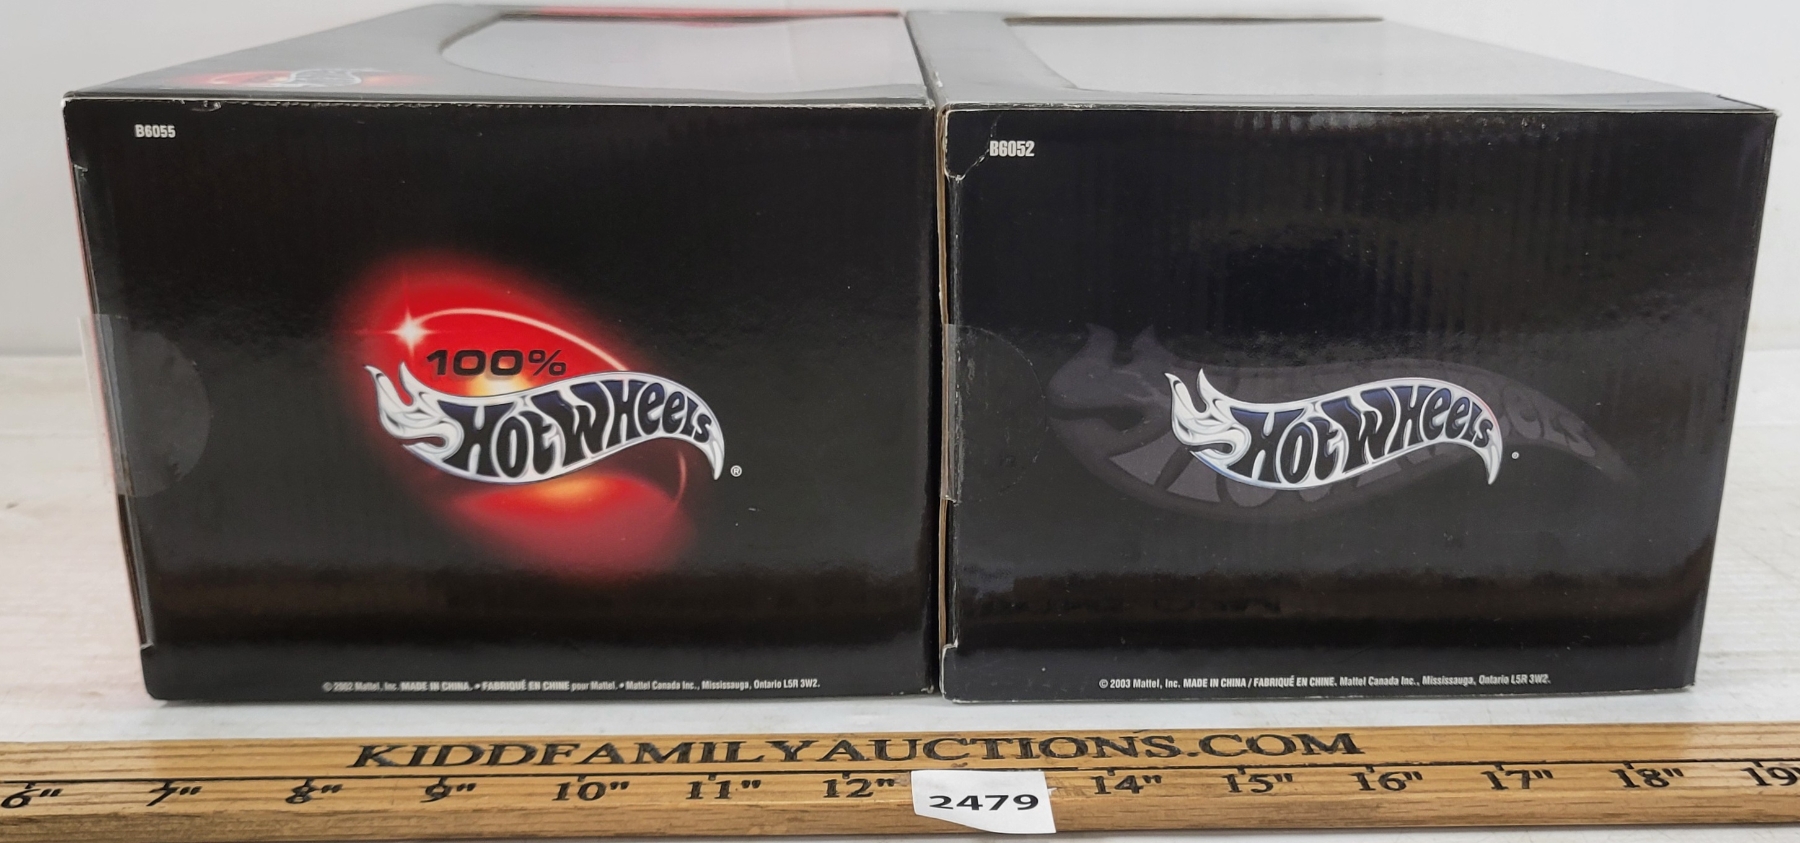 B6055
100%
HOT WHEELS®
© 2002 Mattel, Inc. MADE IN CHINA. • FABRIQUÉ EN CHINE pour Mattel. • Mattel Canada Inc., Mississauga, Ontario L5R 3W2.
B6052
HOT WHEELS
© 2003 Mattel, Inc. MADE IN CHINA / FABRIQUÉ EN CHINE. Mattel Canada Inc., Mississauga, Ontario L5R 3W2.
KIDDFAMILYAUCTIONS.COM
6" 7" 8" 9" 10" 11" 12" 14" 15" 16" 17" 18" 19"
2479